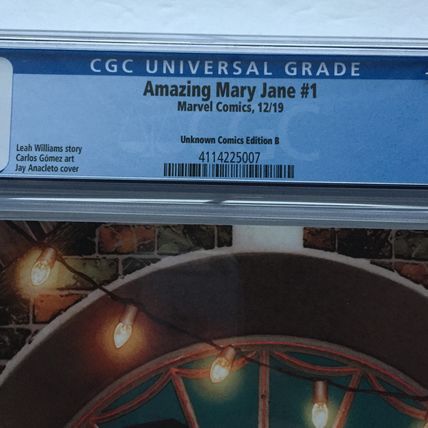 CGC UNIVERSAL GRADE
Amazing Mary Jane #1
Marvel Comics, 12/19
Unknown Comics Edition B
Leah Williams story
Carlos Gómez art
Jay Anacleto cover
4114225007